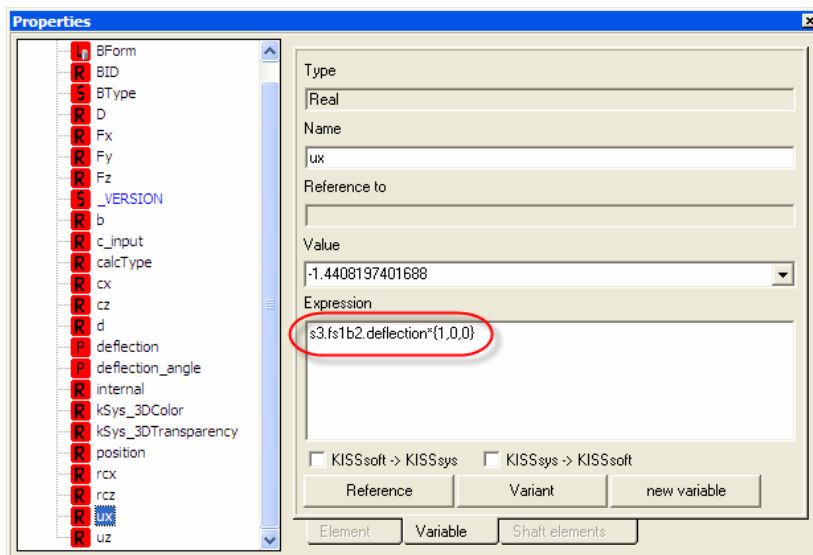 Properties
BForm
BID
BType
D
Fx
Fy
Fz
_VERSION
b
c_input
calcType
cx
cz
d
deflection
deflection_angle
internal
kSys_3DColor
kSys_3DTransparency
position
rcx
rcz
ux
uz
Type
Real
Name
ux
Reference to
Value
-1.4408197401688
Expression
s3.fs1b2.deflection*{1,0,0}
KISSsoft -> KISSsys KISSsys -> KISSsoft
Reference Variant new variable
Element Variable Shaft elements